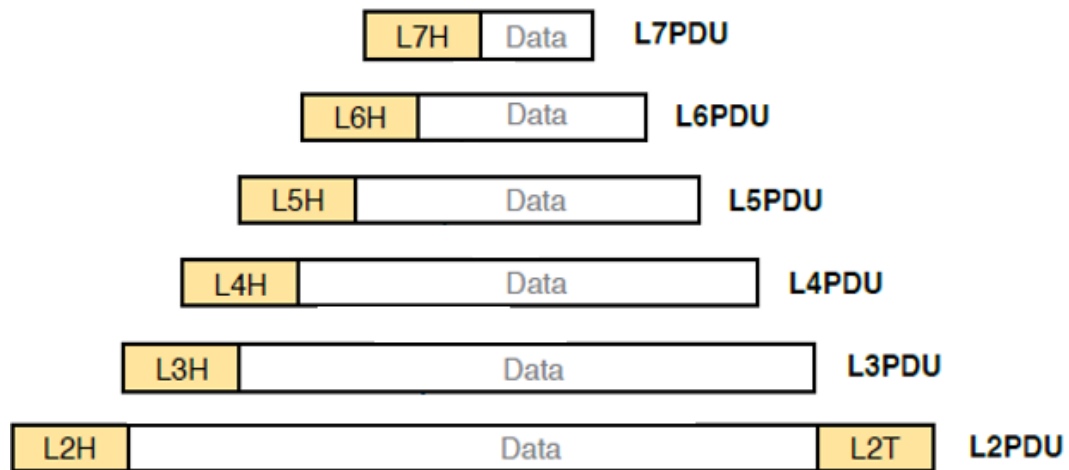 L7H Data L7PDU
L6H Data L6PDU
L5H Data L5PDU
L4H Data L4PDU
L3H Data L3PDU
L2H Data L2T L2PDU